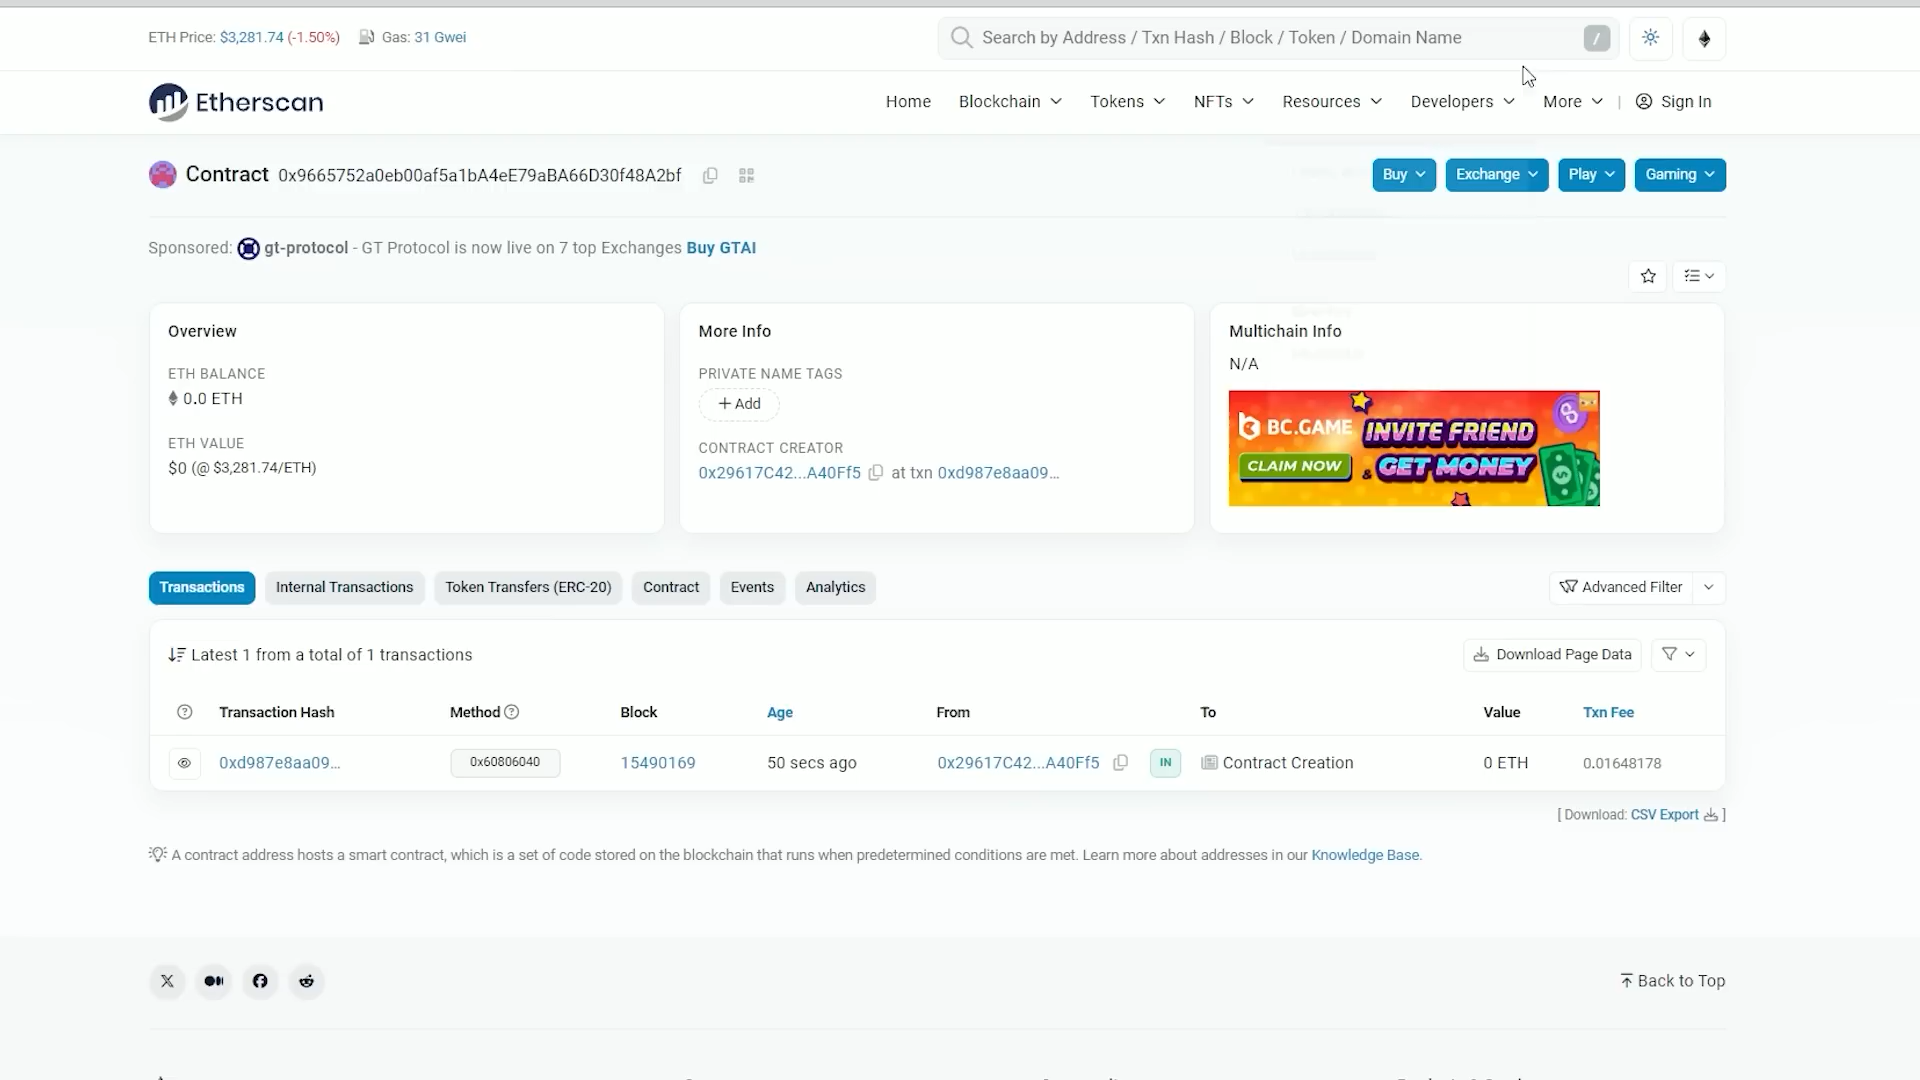 ETH Price: $3,281.74 (-1.50%) Gas: 31 Gwei
Search by Address / Txn Hash / Block / Token / Domain Name /
Etherscan
Home Blockchain Tokens NFTs Resources Developers More | Sign In
Contract 0x9665752a0eb00af5a1bA4eE79aBA66D30f48A2bf
Buy Exchange Play Gaming
Sponsored: gt-protocol - GT Protocol is now live on 7 top Exchanges Buy GTAI
Overview
ETH BALANCE
0.0 ETH
ETH VALUE
$0 (@ $3,281.74/ETH)
More Info
PRIVATE NAME TAGS
+ Add
CONTRACT CREATOR
0x29617C42...A40Ff5 at txn 0xd987e8aa09...
Multichain Info
N/A
BC.GAME INVITE FRIEND
CLAIM NOW & GET MONEY
Transactions Internal Transactions Token Transfers (ERC-20) Contract Events Analytics
Advanced Filter
Latest 1 from a total of 1 transactions
Download Page Data
Transaction Hash Method Block Age From To Value Txn Fee
0xd987e8aa09... 0x60806040 15490169 50 secs ago 0x29617C42...A40Ff5 IN Contract Creation 0 ETH 0.01648178
[ Download: CSV Export ]
A contract address hosts a smart contract, which is a set of code stored on the blockchain that runs when predetermined conditions are met. Learn more about addresses in our Knowledge Base.
Back to Top